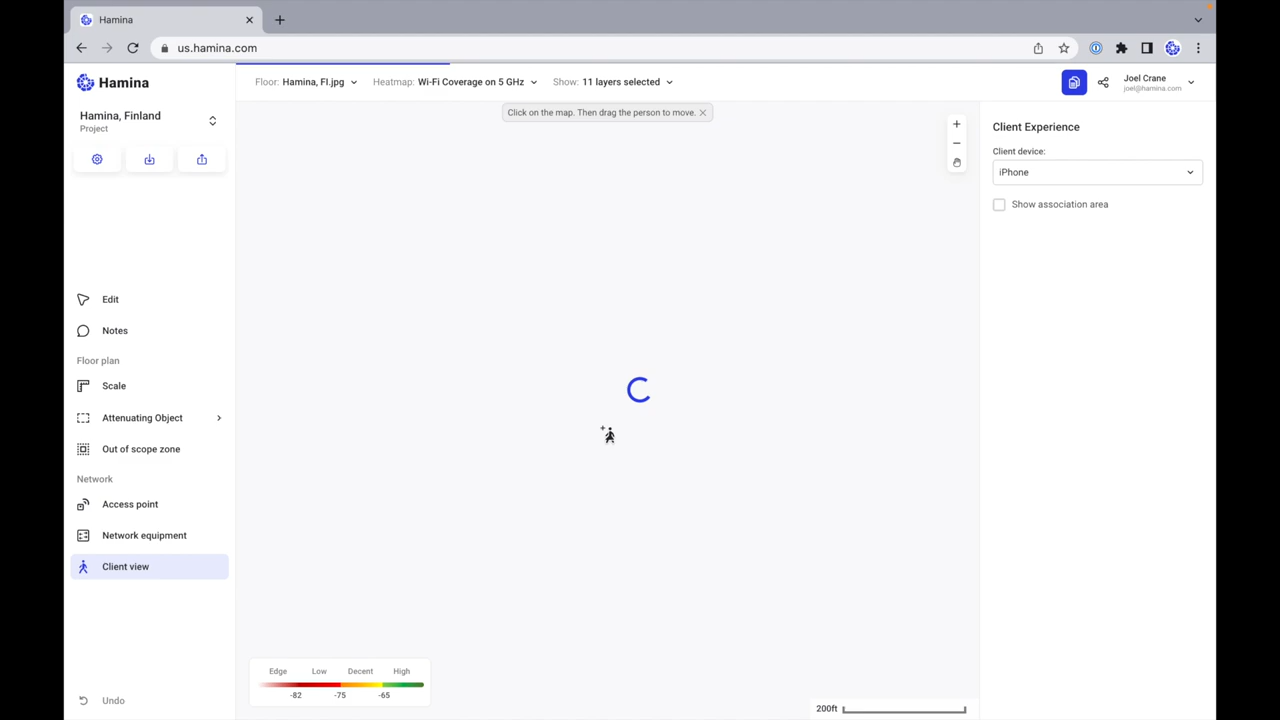 Hamina
us.hamina.com
Hamina
Floor: Hamina, FI.jpg
Heatmap: Wi-Fi Coverage on 5 GHz
Show: 11 layers selected
Joel Crane
joel@hamina.com
Hamina, Finland
Project
Click on the map. Then drag the person to move.
Client Experience
Client device:
iPhone
Show association area
Edit
Notes
Floor plan
Scale
Attenuating Object
Out of scope zone
Network
Access point
Network equipment
Client view
Undo
Edge Low Decent High
-82 -75 -65
200ft